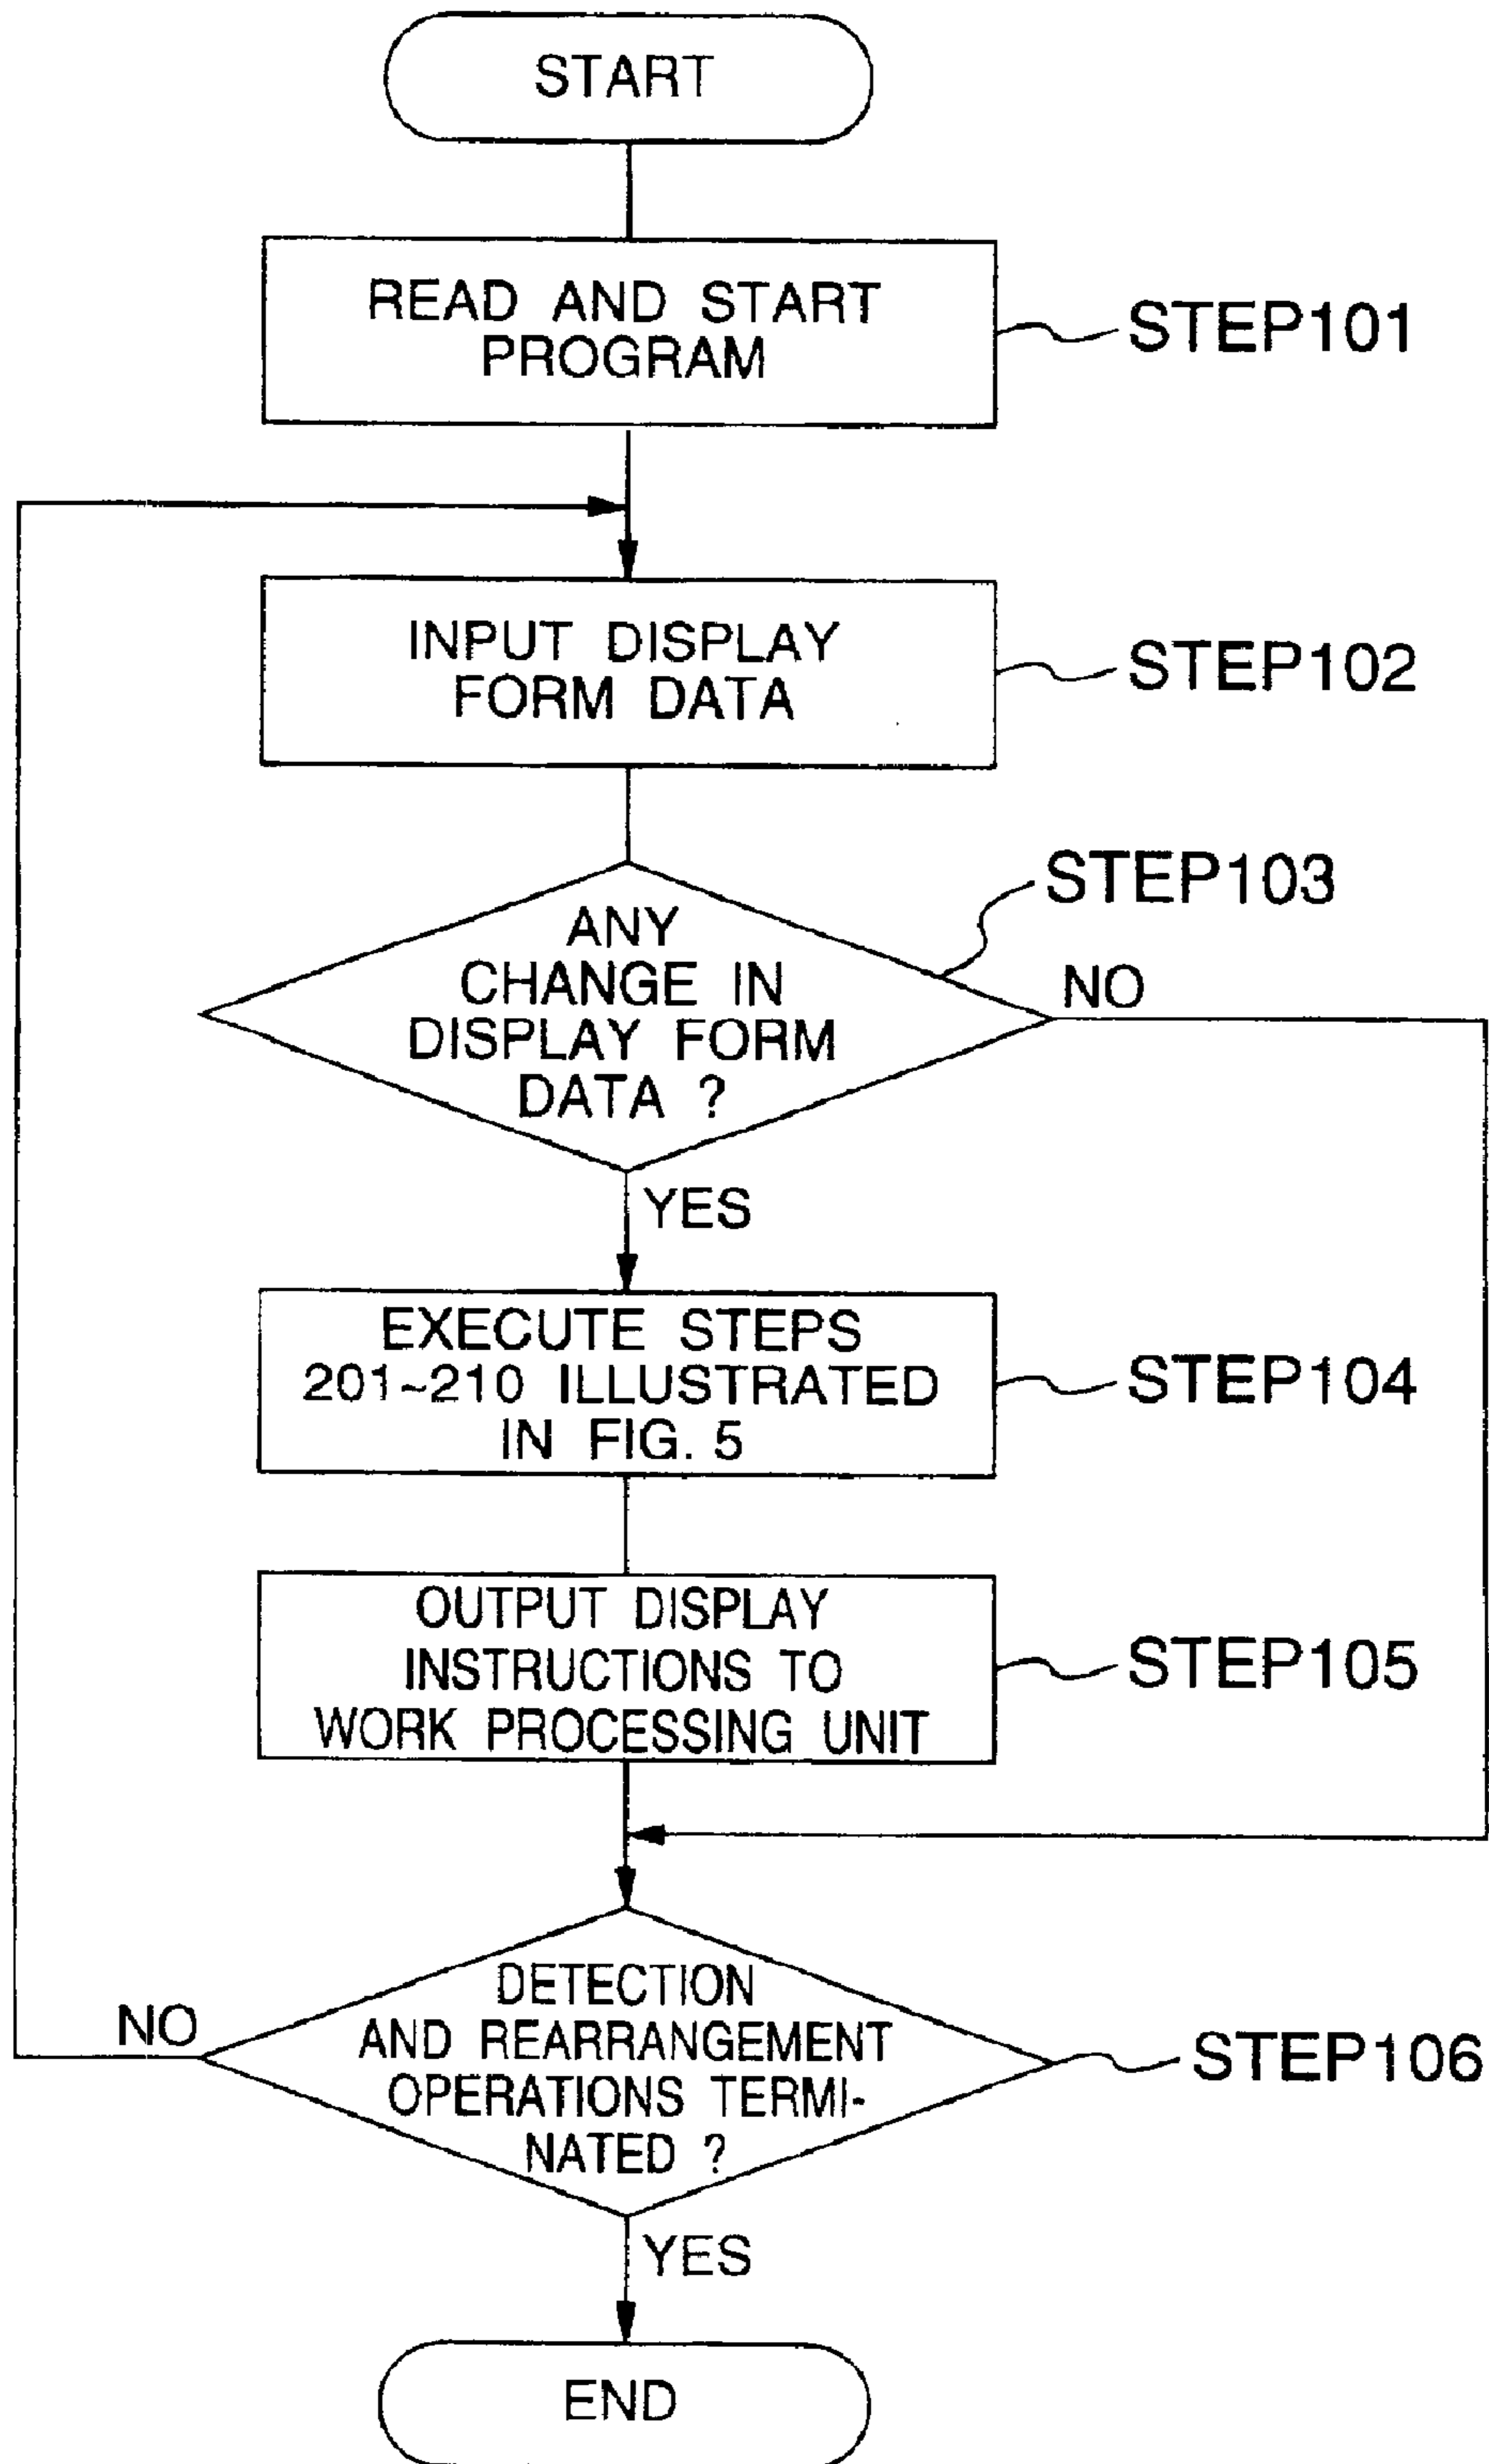 START
READ AND START
PROGRAM
STEP101
INPUT DISPLAY
FORM DATA
STEP102
STEP103
ANY
CHANGE IN
DISPLAY FORM
DATA ?
NO
YES
EXECUTE STEPS
201~210 ILLUSTRATED
IN FIG. 5
STEP104
OUTPUT DISPLAY
INSTRUCTIONS TO
WORK PROCESSING UNIT
STEP105
DETECTION
AND REARRANGEMENT
OPERATIONS TERMI-
NATED ?
NO
STEP106
YES
END